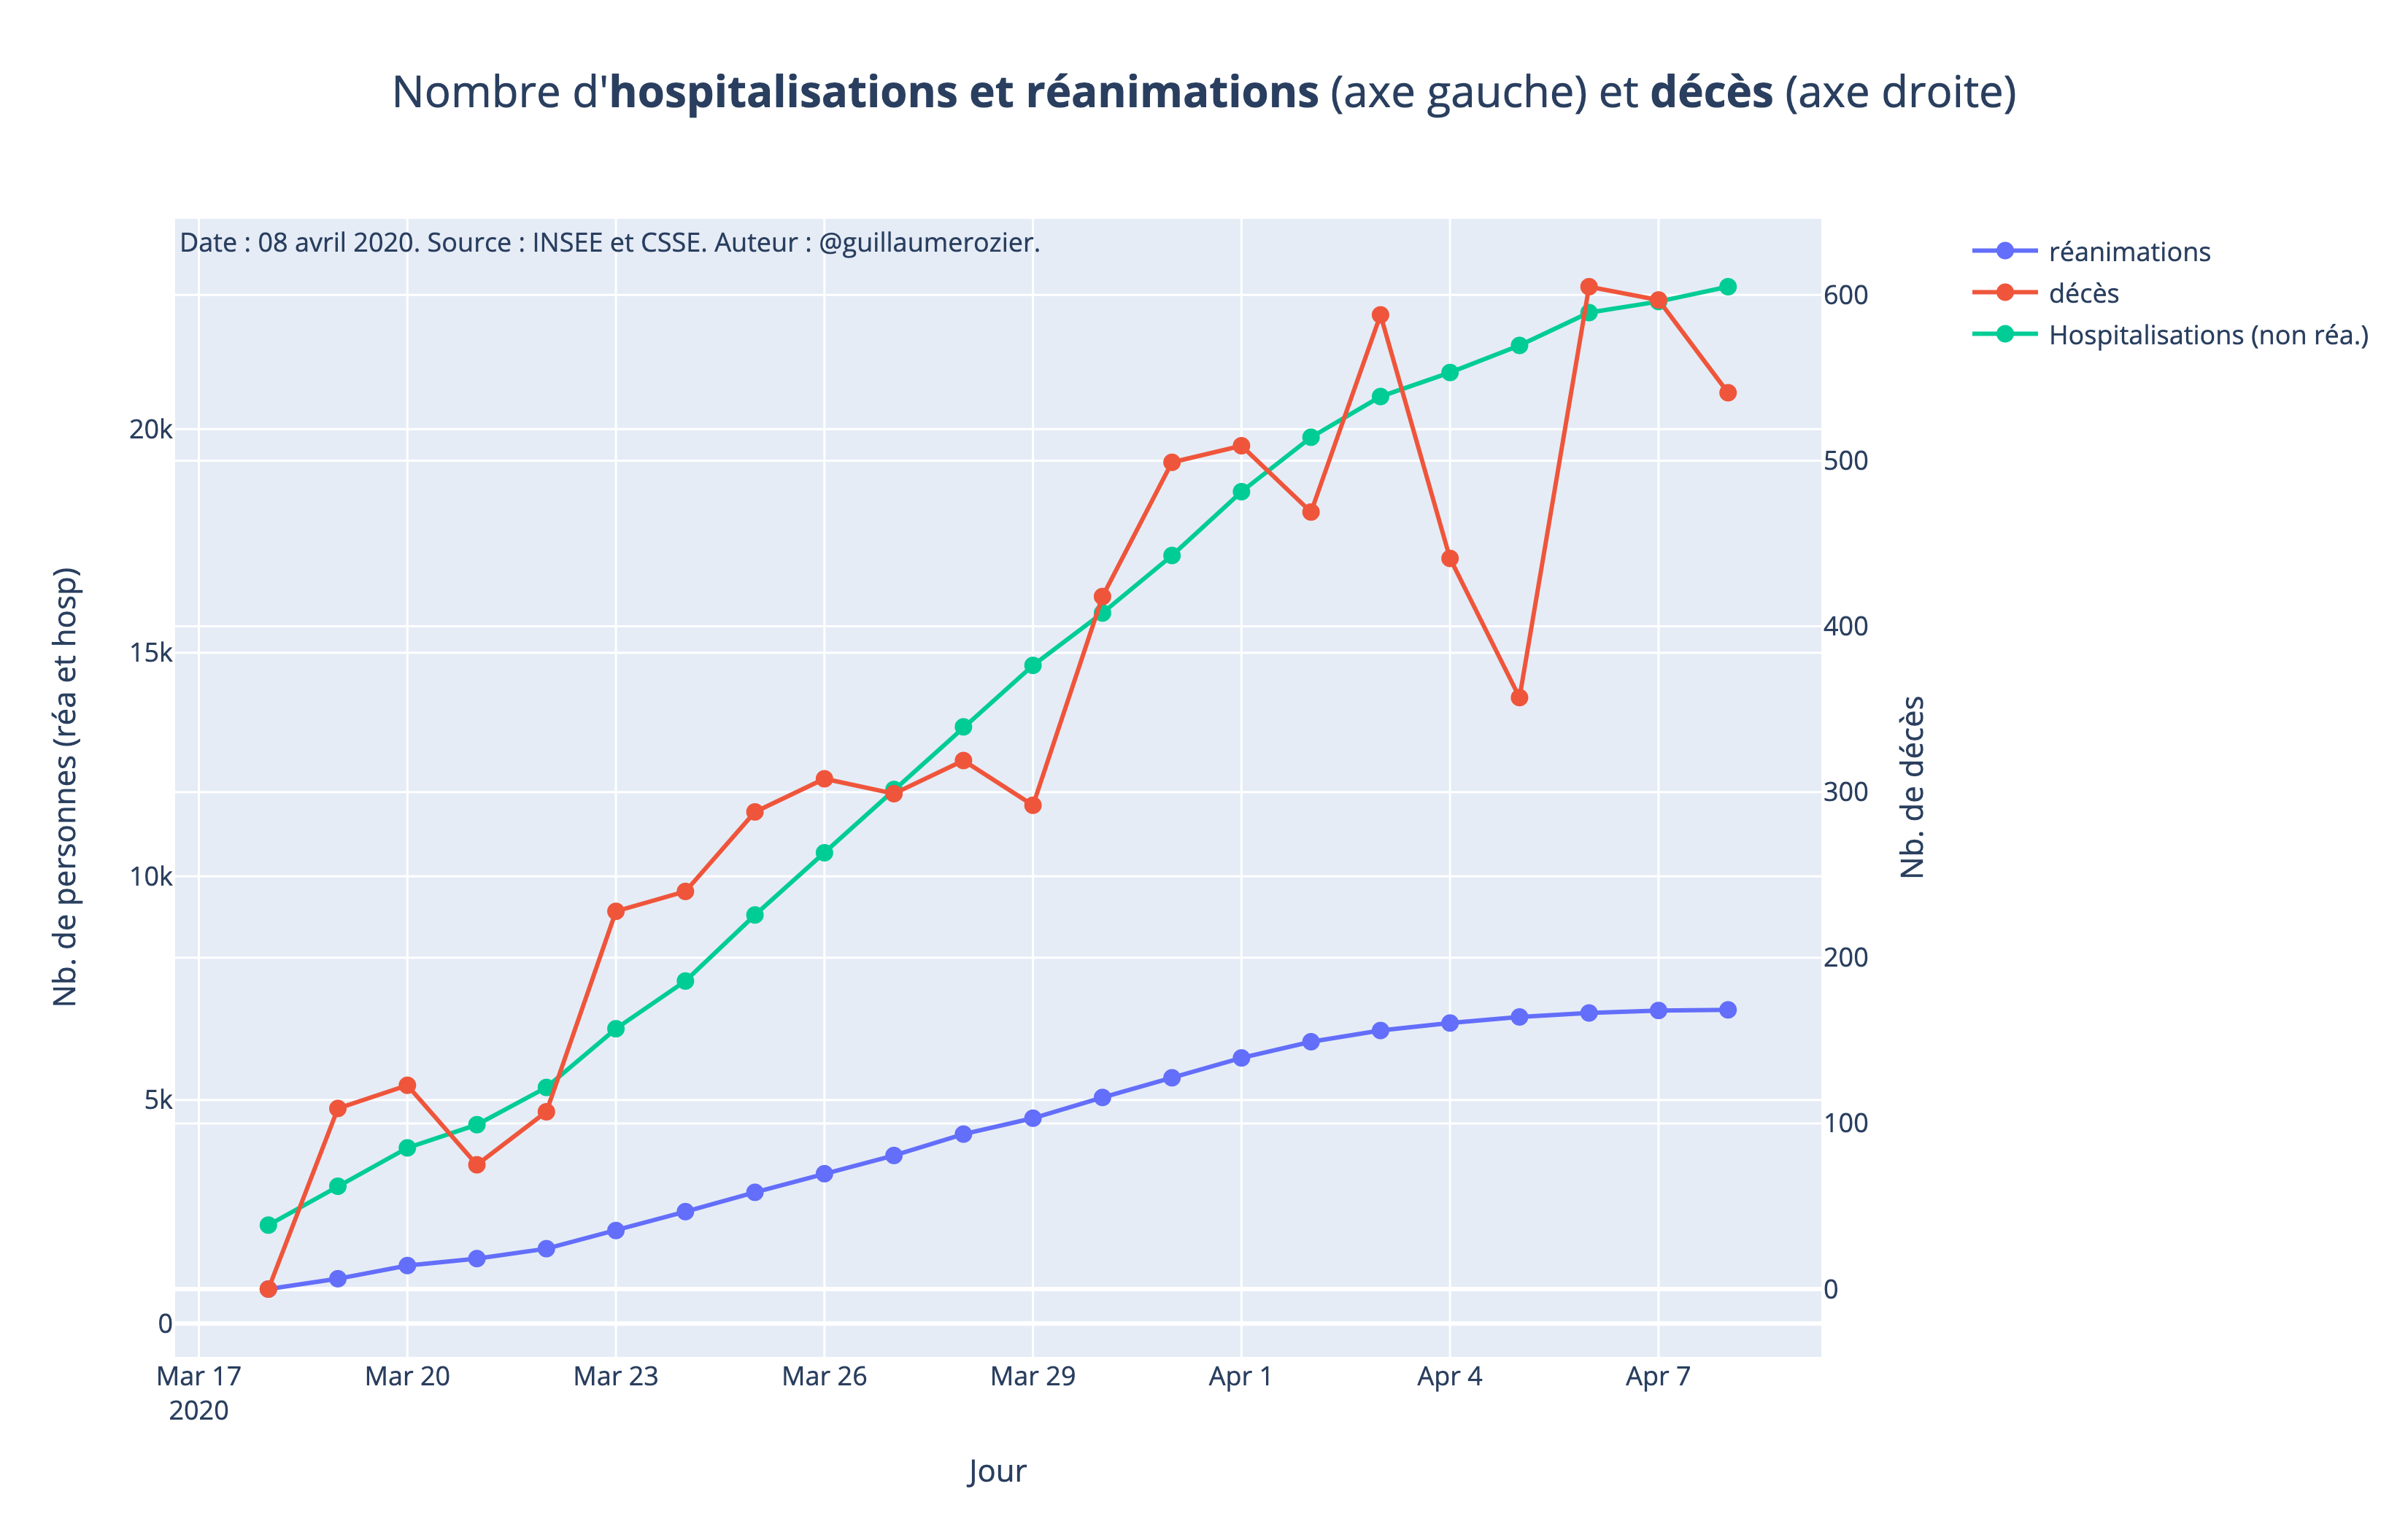 Nombre d'hospitalisations et réanimations (axe gauche) et décès (axe droite)
Date : 08 avril 2020. Source : INSEE et CSSE. Auteur : @guillaumerozier.
réanimations
décès
Hospitalisations (non réa.)
Nb. de personnes (réa et hosp)
20k
15k
10k
5k
0
600
500
400
300
200
100
0
Nb. de décès
Mar 17 Mar 20 Mar 23 Mar 26 Mar 29 Apr 1 Apr 4 Apr 7
2020
Jour